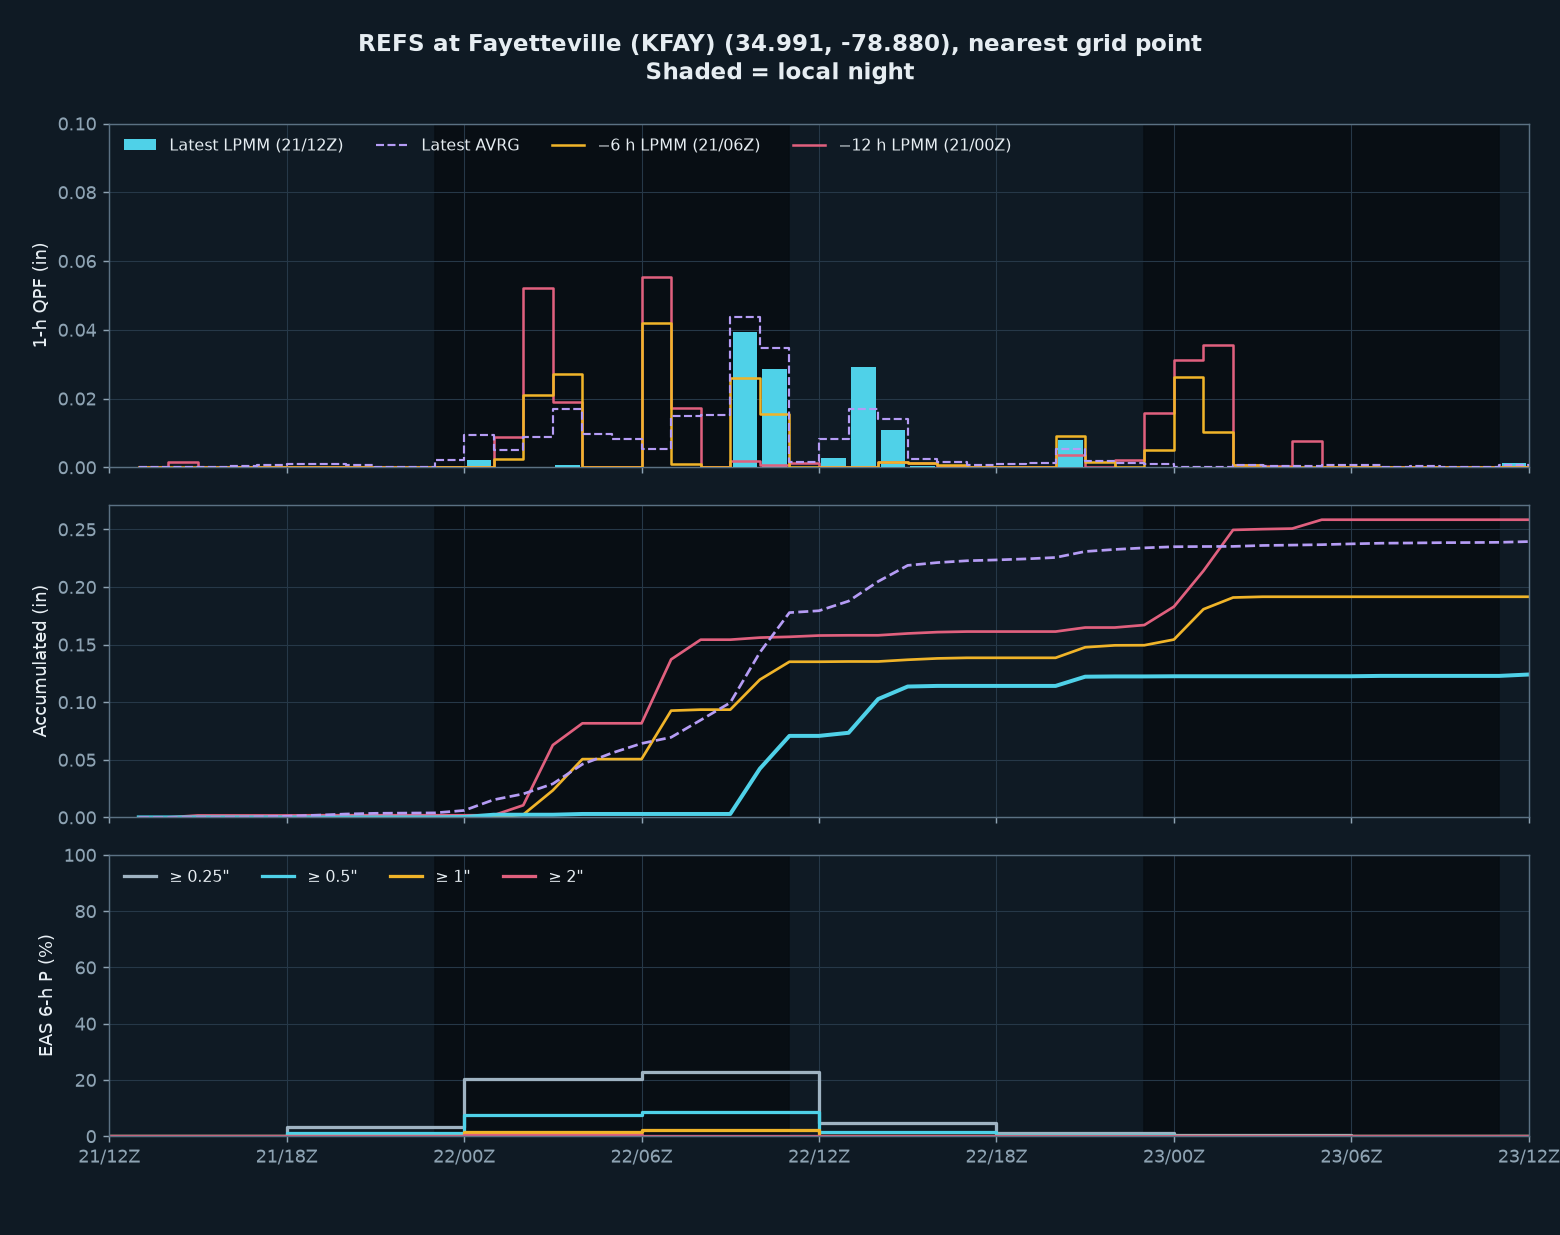 REFS at Fayetteville (KFAY) (34.991, -78.880), nearest grid point
Shaded = local night
Latest LPMM (21/12Z) Latest AVRG −6 h LPMM (21/06Z) −12 h LPMM (21/00Z)
1-h QPF (in)
0.10
0.08
0.06
0.04
0.02
0.00
Accumulated (in)
0.25
0.20
0.15
0.10
0.05
0.00
≥ 0.25" ≥ 0.5" ≥ 1" ≥ 2"
EAS 6-h P (%)
100
80
60
40
20
0
21/12Z 21/18Z 22/00Z 22/06Z 22/12Z 22/18Z 23/00Z 23/06Z 23/12Z